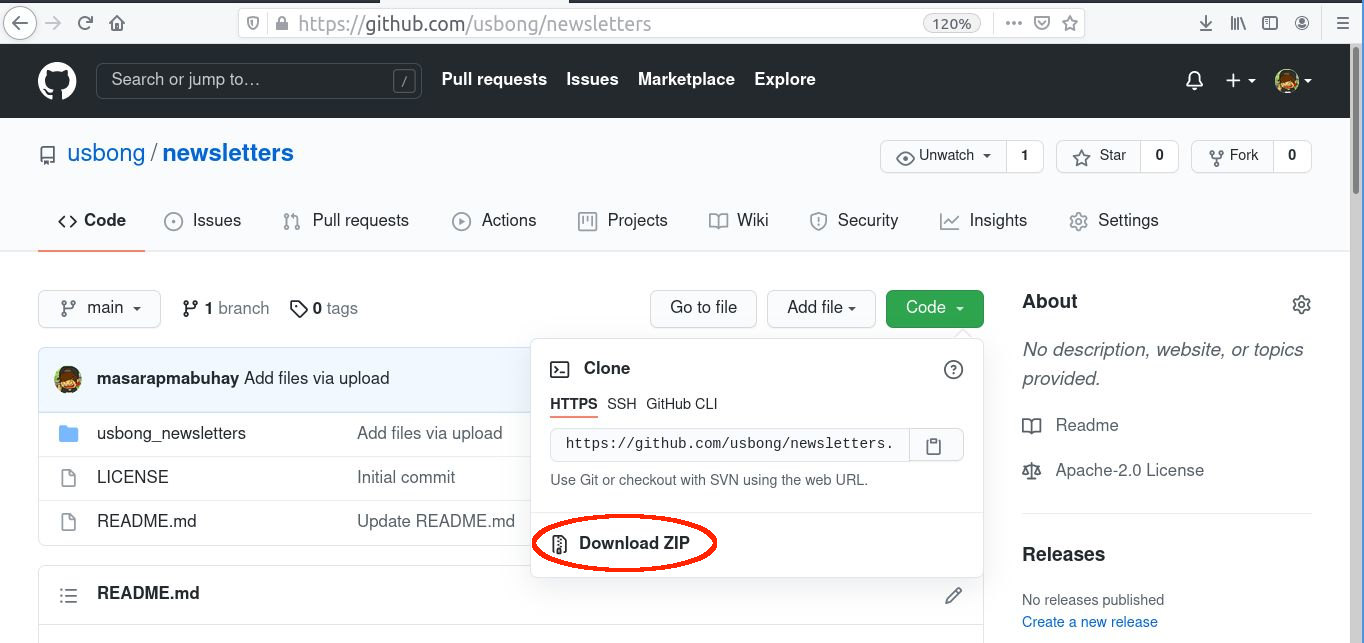 https://github.com/usbong/newsletters 120%
Search or jump to… / Pull requests Issues Marketplace Explore
usbong / newsletters Unwatch 1 Star 0 Fork 0
Code Issues Pull requests Actions Projects Wiki Security Insights Settings
main 1 branch 0 tags Go to file Add file Code
About
No description, website, or topics provided.
Readme
Apache-2.0 License
Releases
No releases published
Create a new release
masarapmabuhay Add files via upload
usbong_newsletters Add files via upload
LICENSE Initial commit
README.md Update README.md
Clone
HTTPS SSH GitHub CLI
https://github.com/usbong/newsletters.
Use Git or checkout with SVN using the web URL.
Download ZIP
README.md